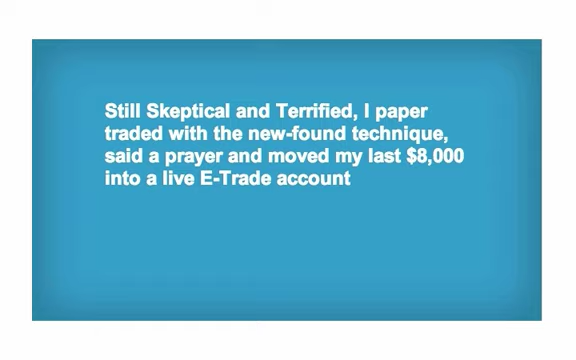 Still Skeptical and Terrified, I paper
traded with the new-found technique,
said a prayer and moved my last $8,000
into a live E-Trade account